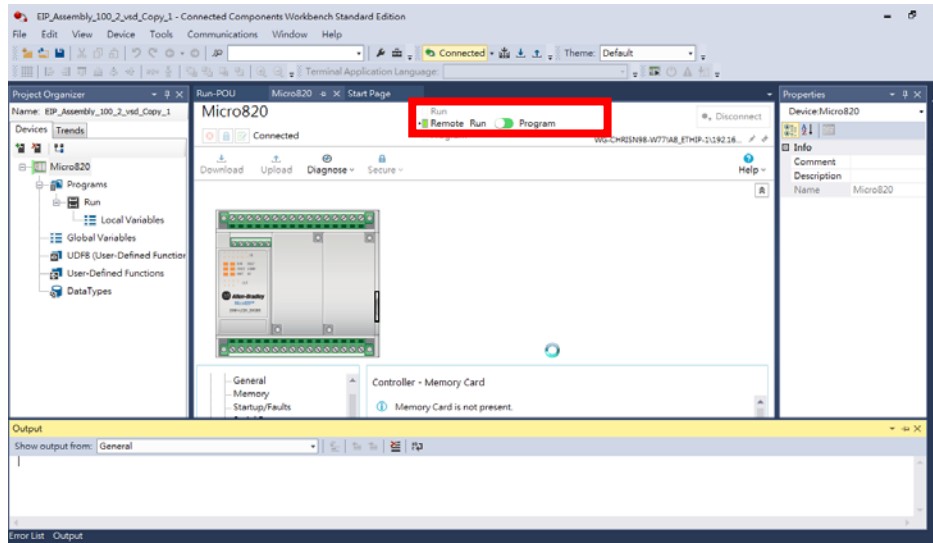 EIP_Assembly_100_2_vsd_Copy_1 - Connected Components Workbench Standard Edition
File Edit View Device Tools Communications Window Help
Connected Theme: Default
Terminal Application Language:
Project Organizer
Name: EIP_Assembly_100_2_vsd_Copy_1
Devices Trends
Micro820
Programs
Run
Local Variables
Global Variables
UDFB (User-Defined Function
User-Defined Functions
DataTypes
Run-POU Micro820 Start Page
Micro820
Run
Remote Run Program
Disconnect
Connected
Download Upload Diagnose Secure
Help
Allen-Bradley
General
Memory
Startup/Faults
Controller - Memory Card
Memory Card is not present.
Properties
Device:Micro820
Info
Comment
Description
Name Micro820
Output
Show output from: General
Error List Output